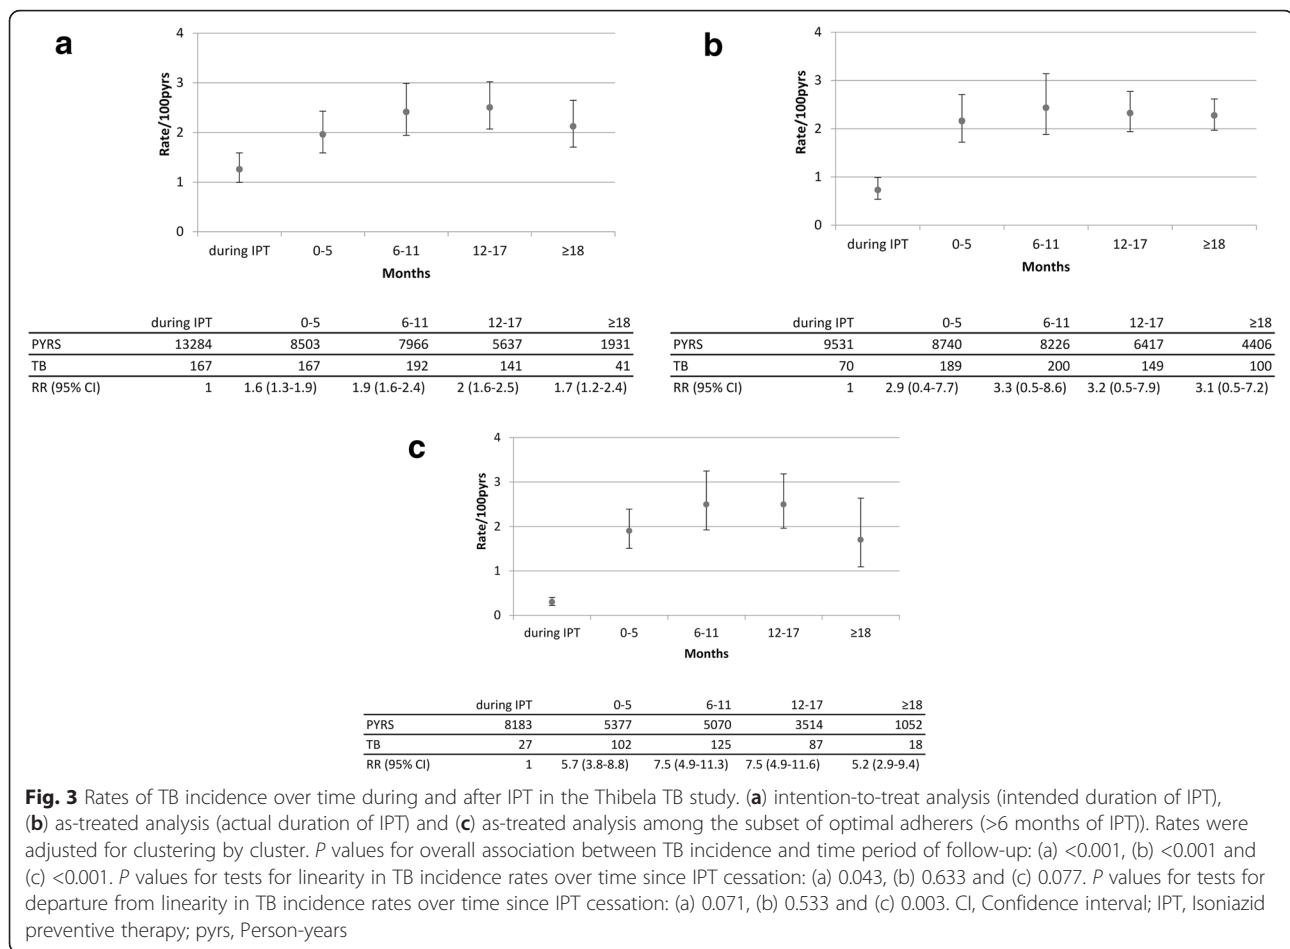 a
4
3
2
1
0
Rate/100pyrs
during IPT 0-5 6-11 12-17 ≥18
Months
during IPT 0-5 6-11 12-17 ≥18
PYRS 13284 8503 7966 5637 1931
TB 167 167 192 141 41
RR (95% CI) 1 1.6 (1.3-1.9) 1.9 (1.6-2.4) 2 (1.6-2.5) 1.7 (1.2-2.4)
b
4
3
2
1
0
Rate/100pyrs
during IPT 0-5 6-11 12-17 ≥18
Months
during IPT 0-5 6-11 12-17 ≥18
PYRS 9531 8740 8226 6417 4406
TB 70 189 200 149 100
RR (95% CI) 1 2.9 (0.4-7.7) 3.3 (0.5-8.6) 3.2 (0.5-7.9) 3.1 (0.5-7.2)
c
4
3
2
1
0
Rate/100pyrs
during IPT 0-5 6-11 12-17 ≥18
Months
during IPT 0-5 6-11 12-17 ≥18
PYRS 8183 5377 5070 3514 1052
TB 27 102 125 87 18
RR (95% CI) 1 5.7 (3.8-8.8) 7.5 (4.9-11.3) 7.5 (4.9-11.6) 5.2 (2.9-9.4)
Fig. 3 Rates of TB incidence over time during and after IPT in the Thibela TB study. (a) intention-to-treat analysis (intended duration of IPT),
(b) as-treated analysis (actual duration of IPT) and (c) as-treated analysis among the subset of optimal adherers (>6 months of IPT)). Rates were
adjusted for clustering by cluster. P values for overall association between TB incidence and time period of follow-up: (a) <0.001, (b) <0.001 and
(c) <0.001. P values for tests for linearity in TB incidence rates over time since IPT cessation: (a) 0.043, (b) 0.633 and (c) 0.077. P values for tests for
departure from linearity in TB incidence rates over time since IPT cessation: (a) 0.071, (b) 0.533 and (c) 0.003. CI, Confidence interval; IPT, Isoniazid
preventive therapy; pyrs, Person-years